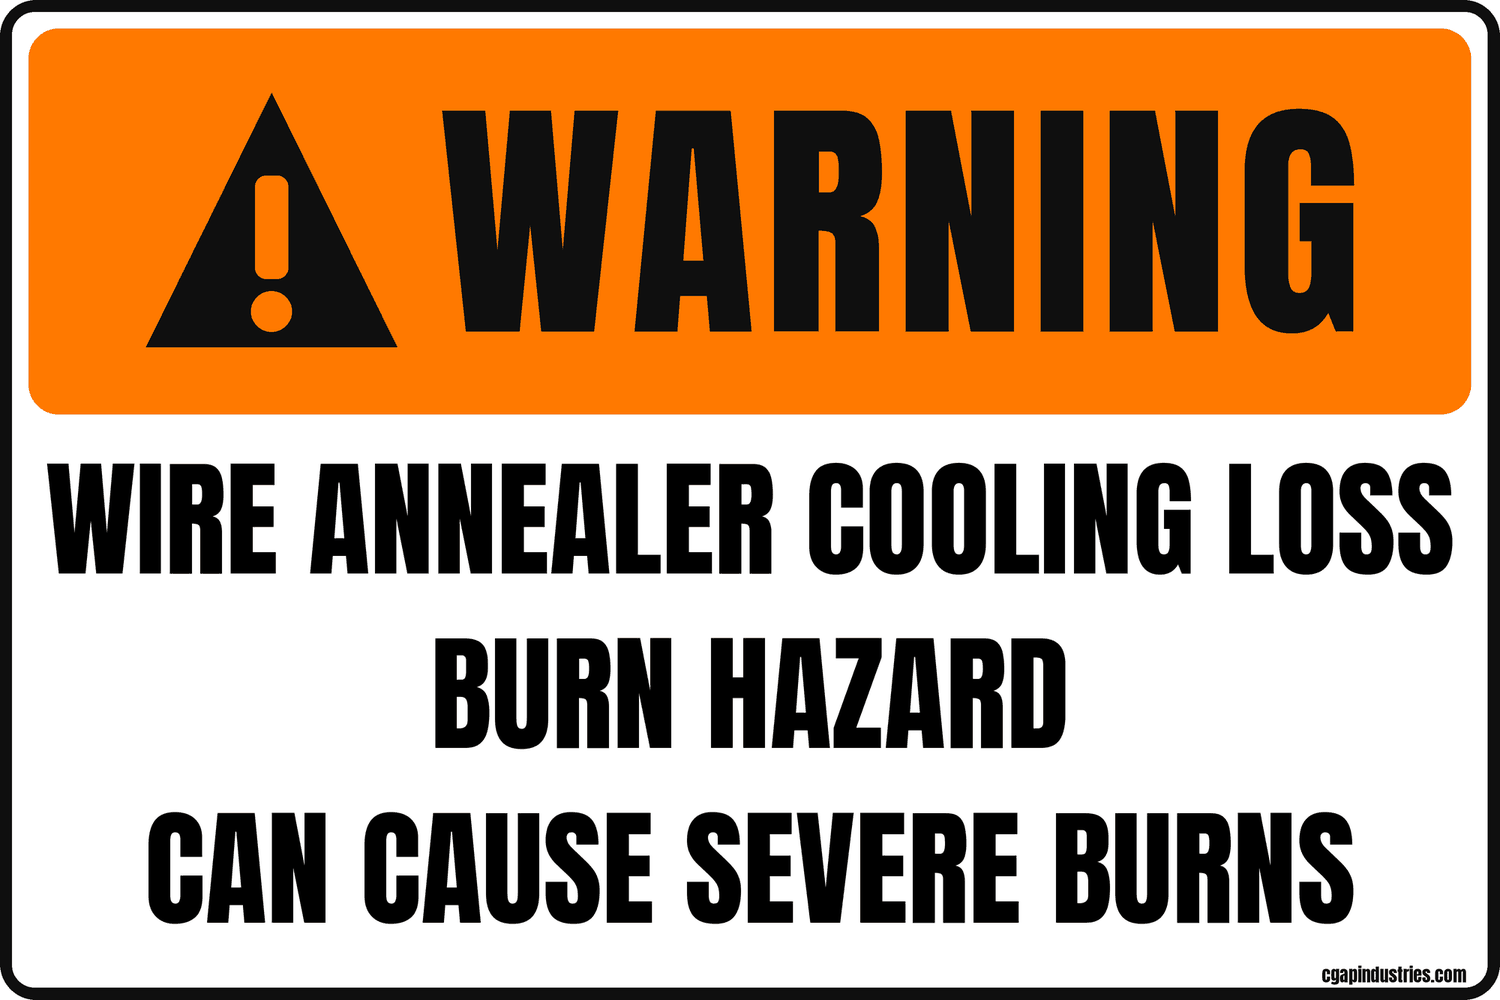 WARNING
WIRE ANNEALER COOLING LOSS
BURN HAZARD
CAN CAUSE SEVERE BURNS
cgapindustries.com